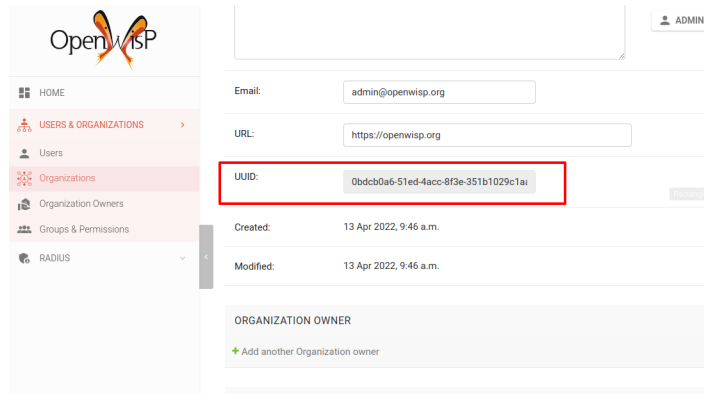 OpenWISP
ADMIN
HOME
USERS & ORGANIZATIONS
Users
Organizations
Organization Owners
Groups & Permissions
RADIUS
Email:
admin@openwisp.org
URL:
https://openwisp.org
UUID:
0bdcb0a6-51ed-4acc-8f3e-351b1029c1a
Created:
13 Apr 2022, 9:46 a.m.
Modified:
13 Apr 2022, 9:46 a.m.
ORGANIZATION OWNER
+ Add another Organization owner